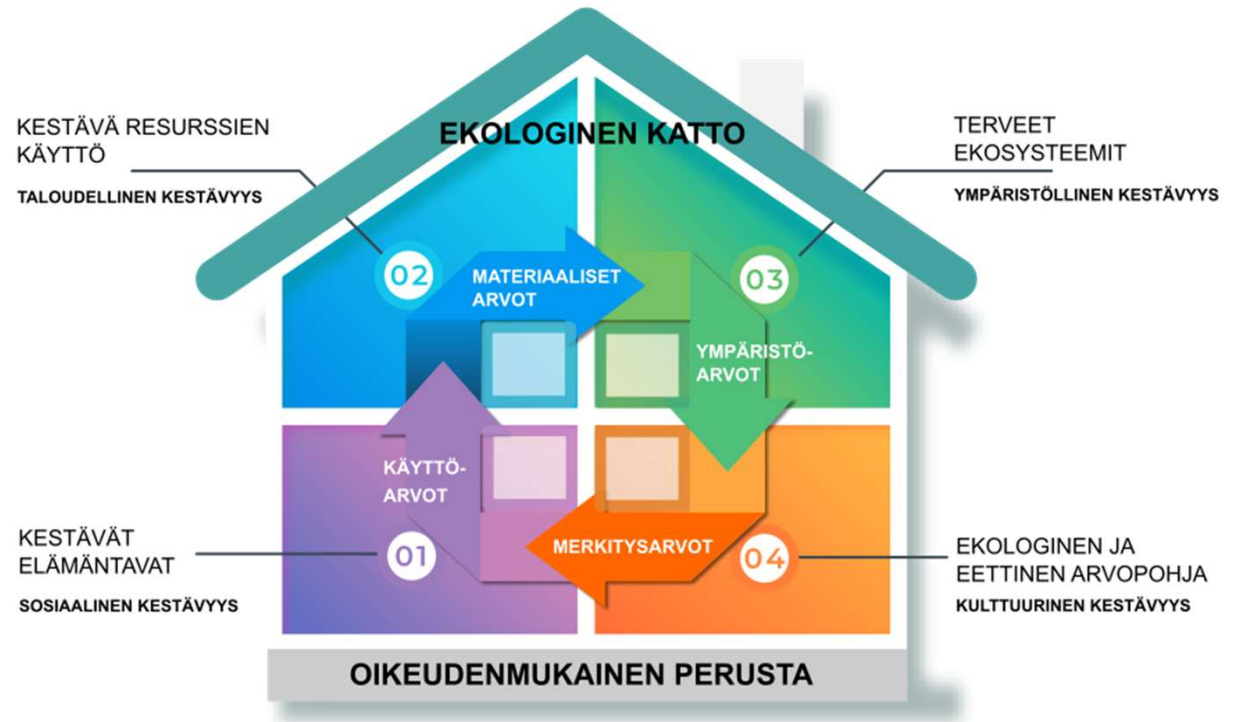 EKOLOGINEN KATTO
KESTÄVÄ RESURSSIEN
KÄYTTÖ
TALOUDELLINEN KESTÄVYYS
TERVEET
EKOSYSTEEMIT
YMPÄRISTÖLLINEN KESTÄVYYS
02
MATERIAALISET
ARVOT
03
YMPÄRISTÖ-
ARVOT
KÄYTTÖ-
ARVOT
01
MERKITYSARVOT
04
KESTÄVÄT
ELÄMÄNTAVAT
SOSIAALINEN KESTÄVYYS
EKOLOGINEN JA
EETTINEN ARVOPOHJA
KULTTUURINEN KESTÄVYYS
OIKEUDENMUKAINEN PERUSTA